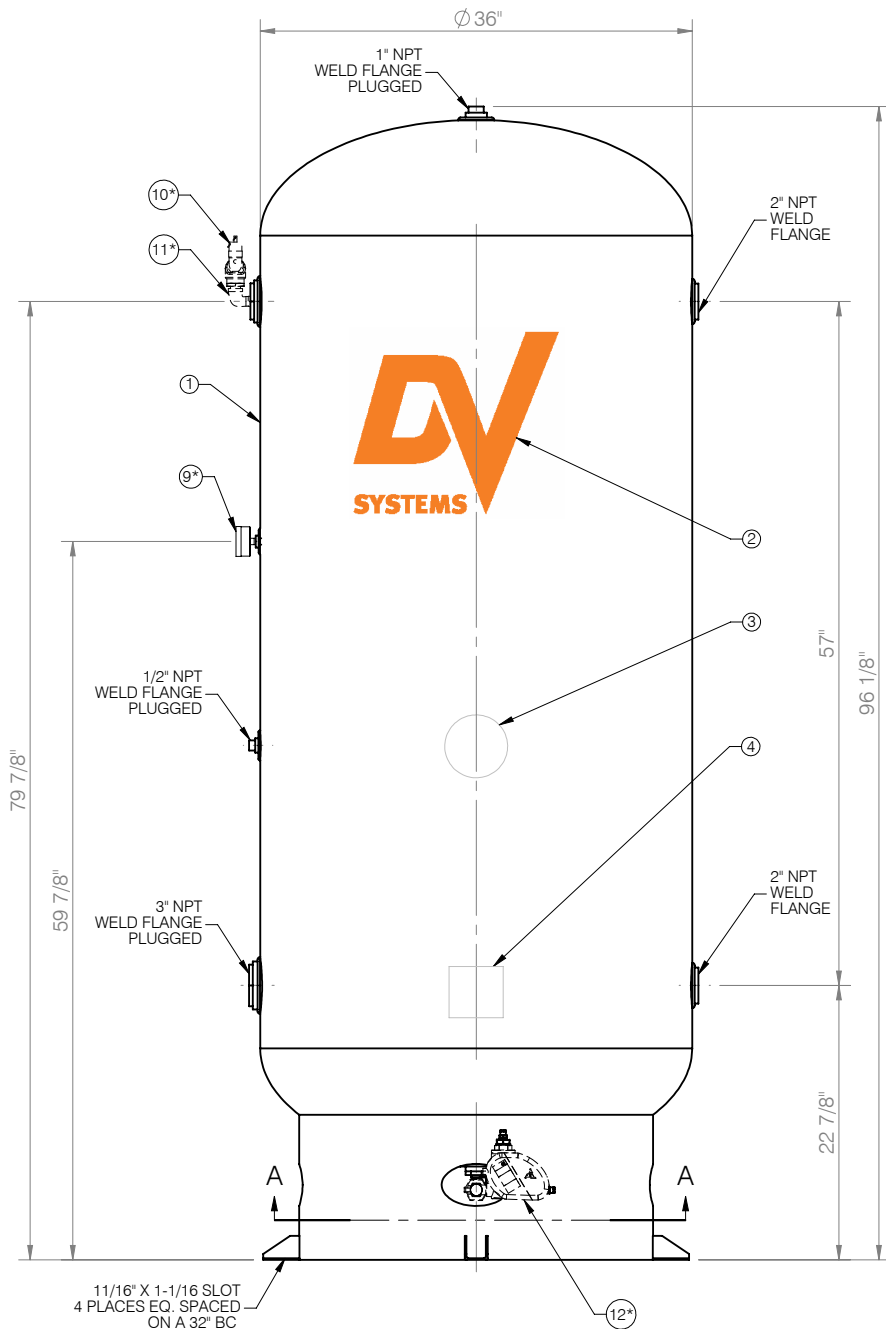 Ø 36"
1" NPT
WELD FLANGE
PLUGGED
10*
11*
2" NPT
WELD
FLANGE
1
DV
SYSTEMS
9*
2
3
1/2" NPT
WELD FLANGE
PLUGGED
4
57"
96 1/8"
79 7/8"
59 7/8"
3" NPT
WELD FLANGE
PLUGGED
2" NPT
WELD
FLANGE
22 7/8"
A
A
11/16" X 1-1/16 SLOT
4 PLACES EQ. SPACED
ON A 32" BC
12*